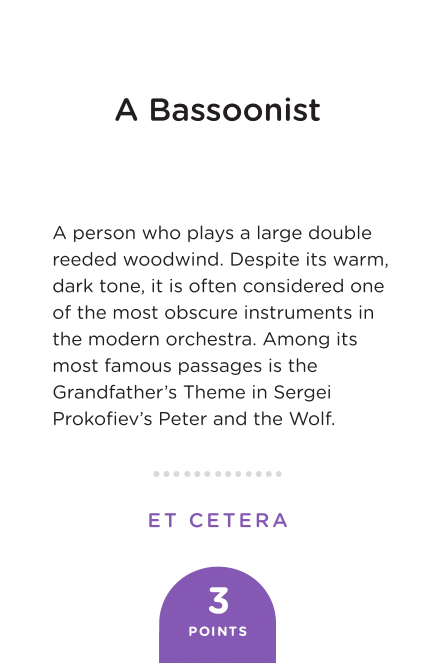 A Bassoonist
A person who plays a large double
reeded woodwind. Despite its warm,
dark tone, it is often considered one
of the most obscure instruments in
the modern orchestra. Among its
most famous passages is the
Grandfather’s Theme in Sergei
Prokofiev’s Peter and the Wolf.
ET CETERA
3
POINTS